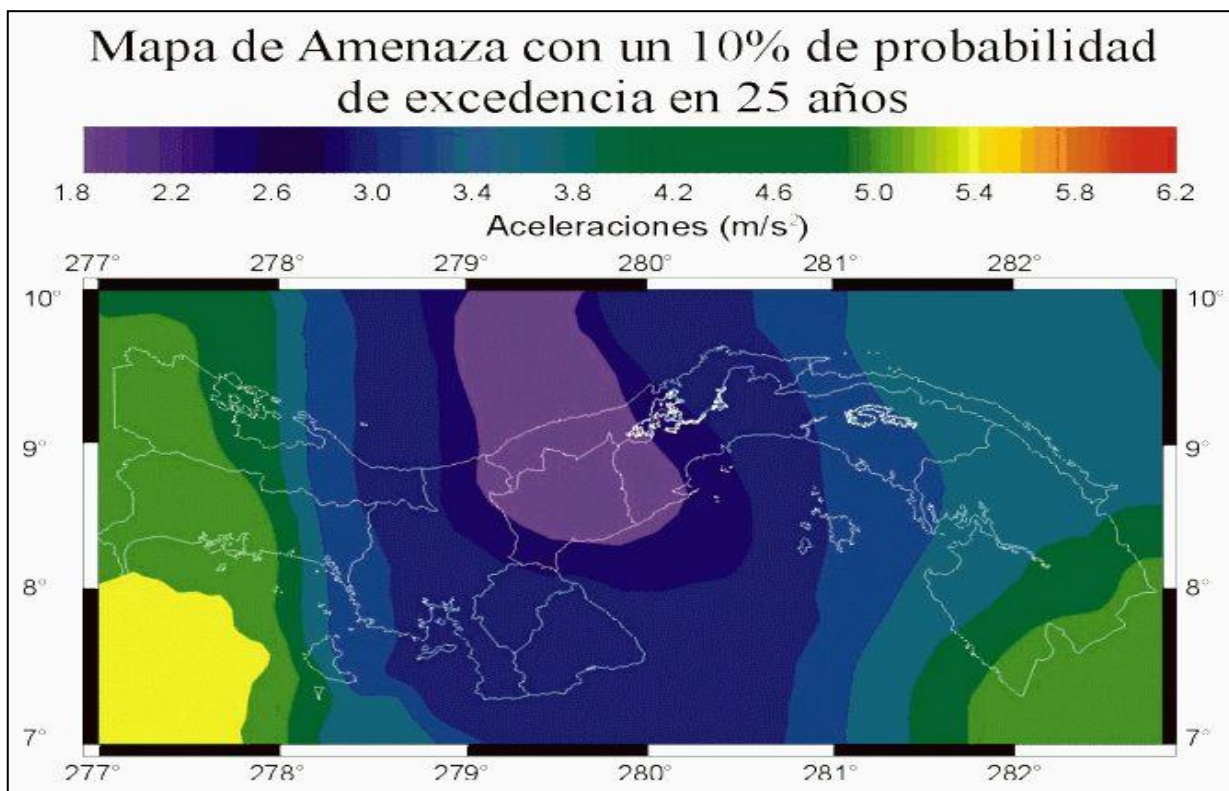 Mapa de Amenaza con un 10% de probabilidad
de excedencia en 25 años
1.8 2.2 2.6 3.0 3.4 3.8 4.2 4.6 5.0 5.4 5.8 6.2
Aceleraciones (m/s²)
277° 278° 279° 280° 281° 282°
10° 10°
9° 9°
8° 8°
7° 7°
277° 278° 279° 280° 281° 282°